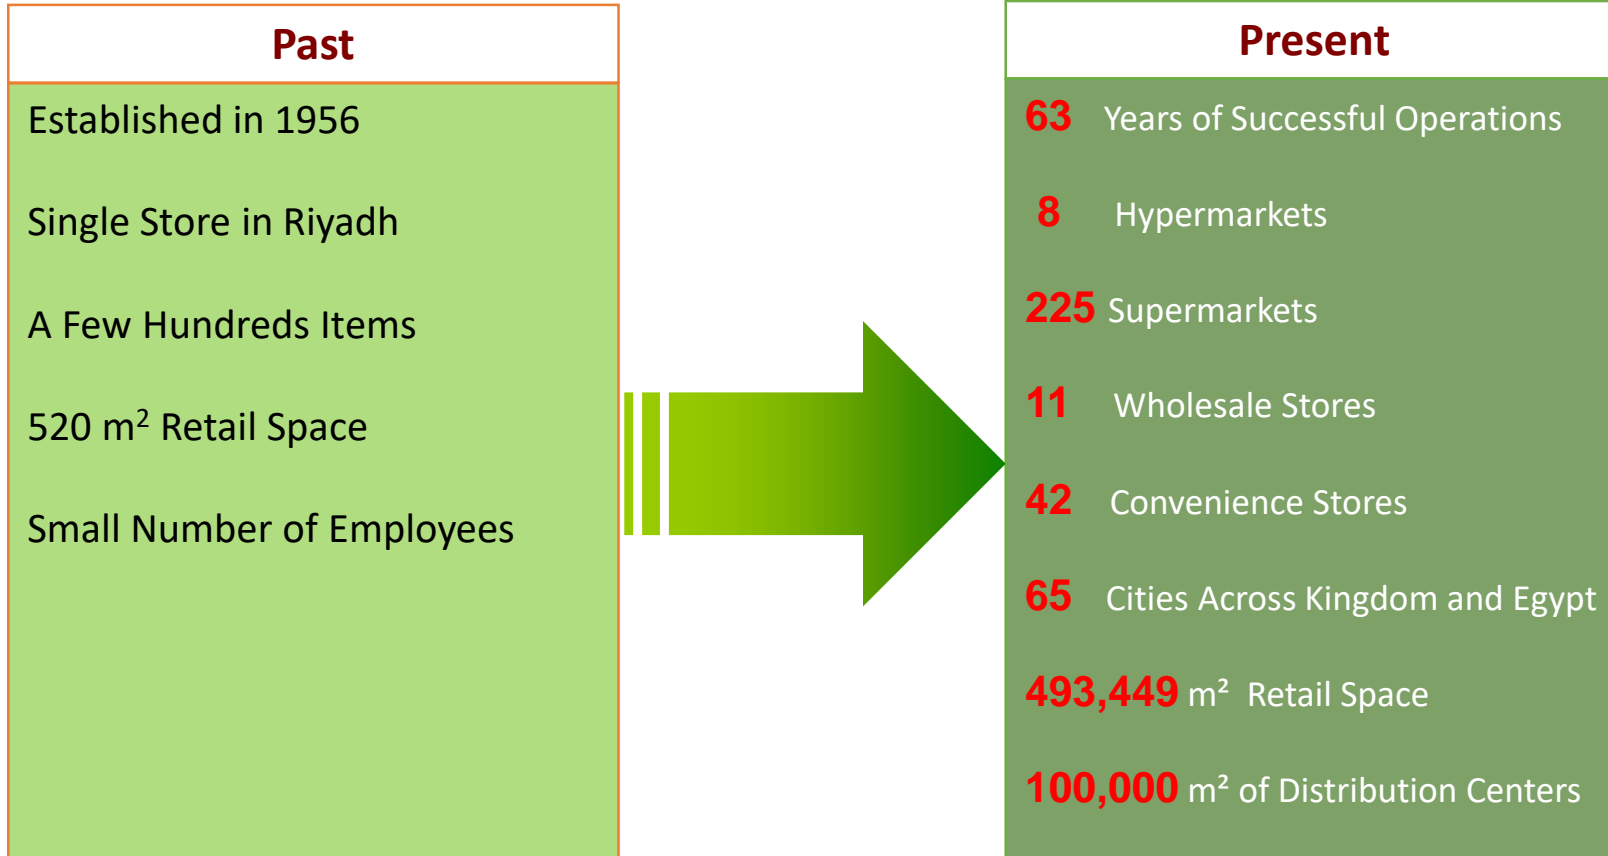 Past
Established in 1956
Single Store in Riyadh
A Few Hundreds Items
520 m² Retail Space
Small Number of Employees
Present
63 Years of Successful Operations
8 Hypermarkets
225 Supermarkets
11 Wholesale Stores
42 Convenience Stores
65 Cities Across Kingdom and Egypt
493,449 m² Retail Space
100,000 m² of Distribution Centers